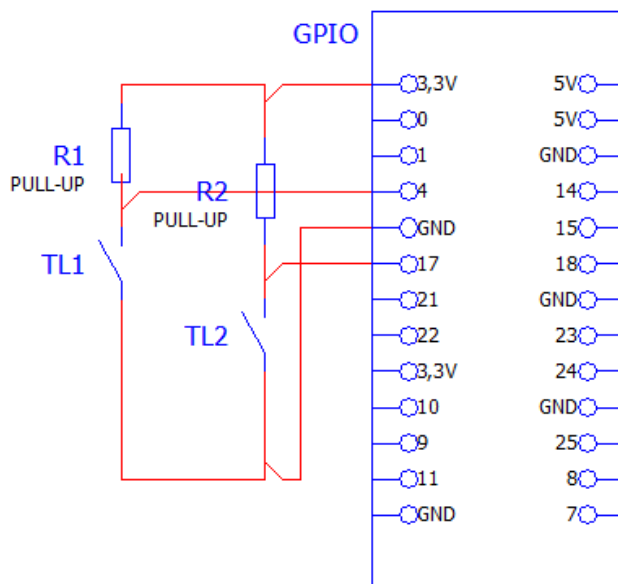 GPIO
3,3V 5V
0 5V
R1 1 GND
PULL-UP R2 4 14
PULL-UP GND 15
TL1 17 18
21 GND
TL2 22 23
3,3V 24
10 GND
9 25
11 8
GND 7